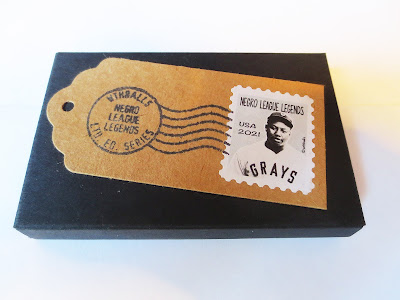 VTHBALLS
NEGRO
LEAGUE
LEGENDS
LTD. ED. SERIES
NEGRO LEAGUE LEGENDS
USA
2021
GRAYS